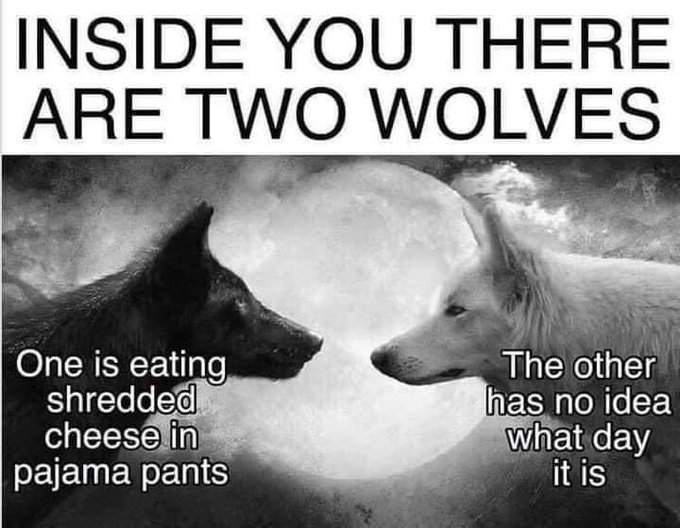 INSIDE YOU THERE
ARE TWO WOLVES
One is eating
shredded
cheese in
pajama pants
The other
has no idea
what day
it is